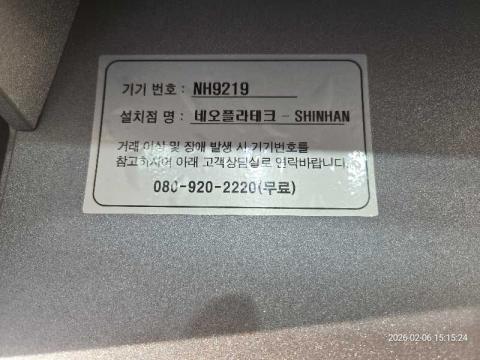 기기 번호 : NH9219
설치점 명 : 네오플라테크 - SHINHAN
거래 이상 및 장애 발생 시 기기번호를
참고하시여 아래 고객상담실로 연락바랍니다.
080-920-2220(무료)
2026-02-06 15:15:24